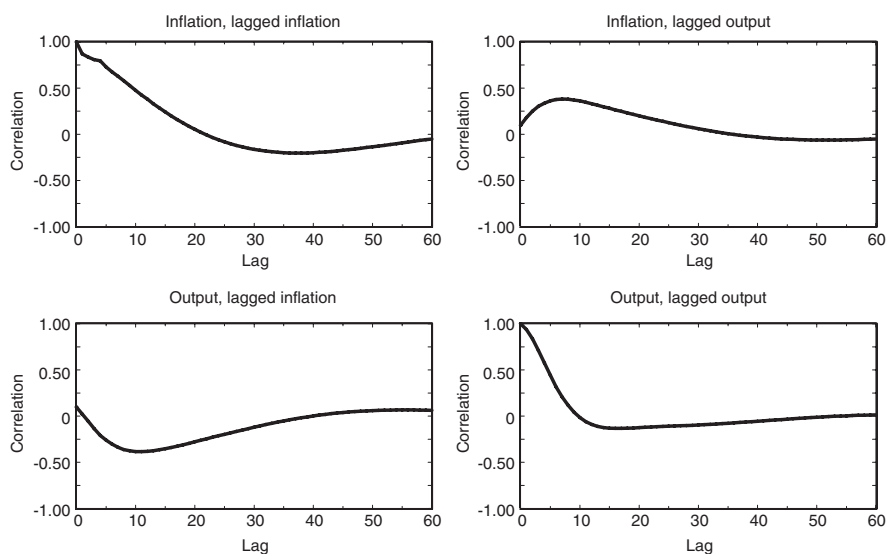 Inflation, lagged inflation
1.00
0.50
0
-0.50
-1.00
Correlation
0 10 20 30 40 50 60
Lag
Inflation, lagged output
1.00
0.50
0
-0.50
-1.00
Correlation
0 10 20 30 40 50 60
Lag
Output, lagged inflation
1.00
0.50
0
-0.50
-1.00
Correlation
0 10 20 30 40 50 60
Lag
Output, lagged output
1.00
0.50
0
-0.50
-1.00
Correlation
0 10 20 30 40 50 60
Lag